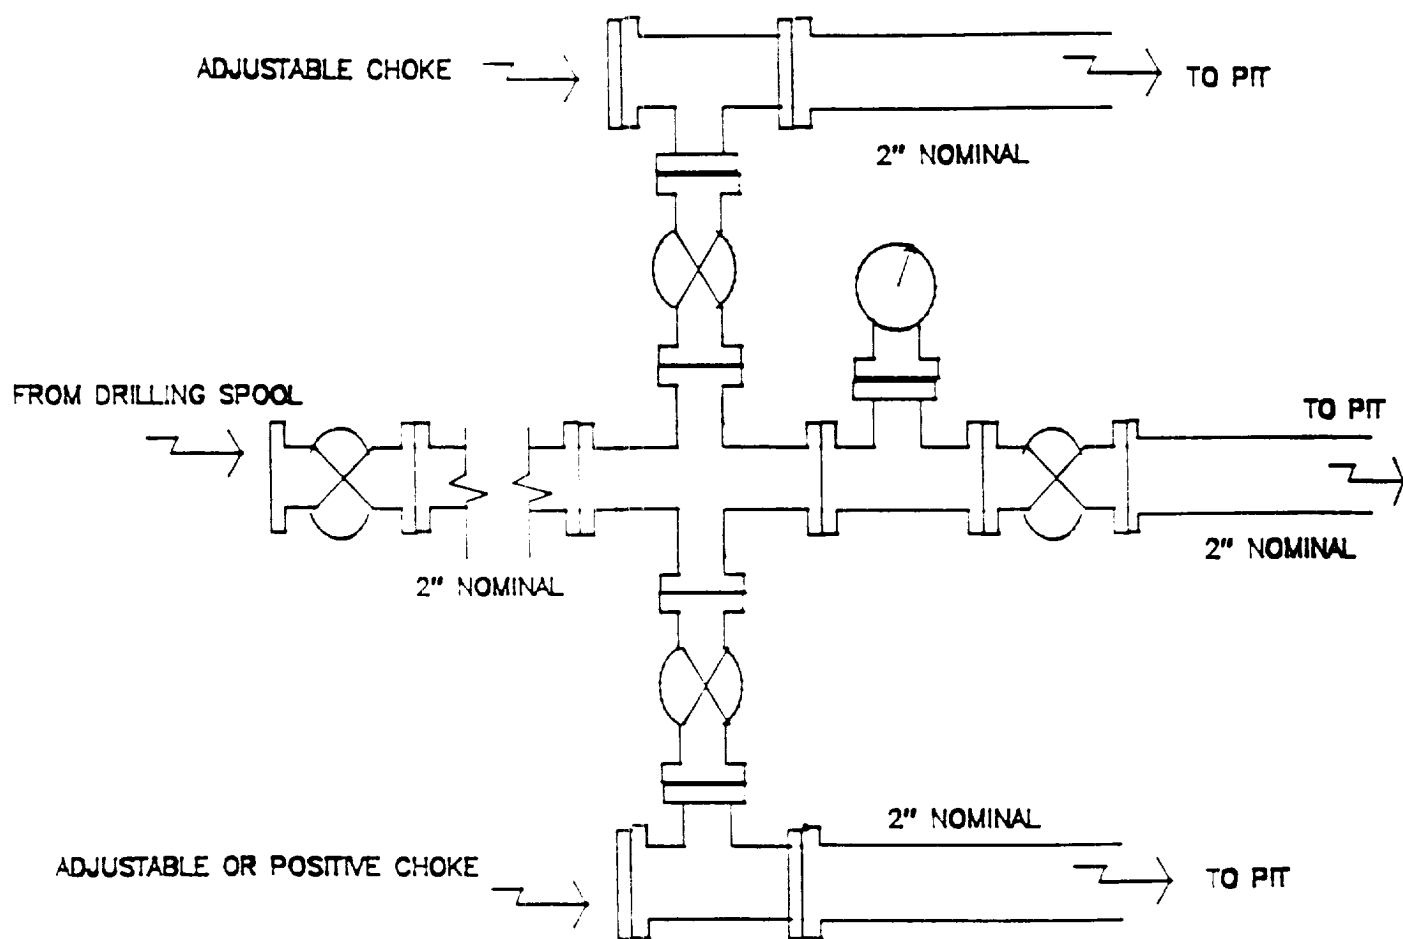 ADJUSTABLE CHOKE
TO PIT
2" NOMINAL
FROM DRILLING SPOOL
TO PIT
2" NOMINAL
2" NOMINAL
2" NOMINAL
ADJUSTABLE OR POSITIVE CHOKE
TO PIT